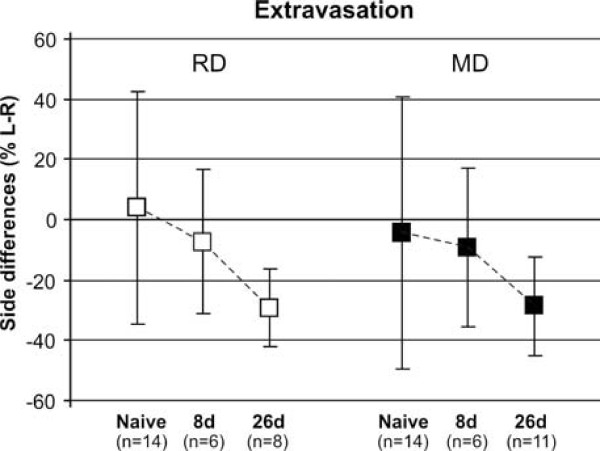 Extravasation
RD MD
Side differences (% L-R)
60
40
20
0
-20
-40
-60
Naive 8d 26d Naive 8d 26d
(n=14) (n=6) (n=8) (n=14) (n=6) (n=11)